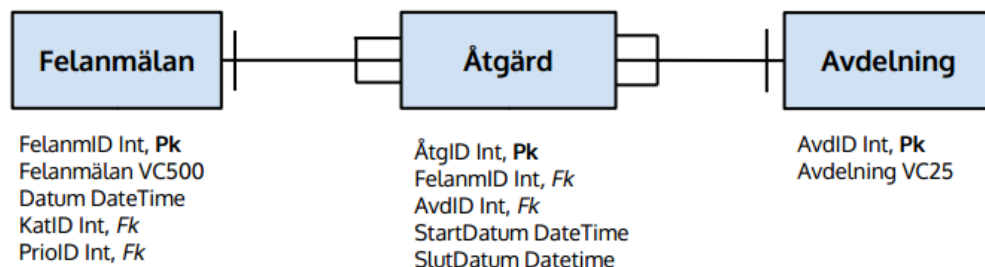 Felanmälan
Åtgärd
Avdelning
FelanmID Int, Pk
Felanmälan VC500
Datum DateTime
KatID Int, Fk
PrioID Int, Fk
ÅtgID Int, Pk
FelanmID Int, Fk
AvdID Int, Fk
StartDatum DateTime
SlutDatum Datetime
AvdID Int, Pk
Avdelning VC25